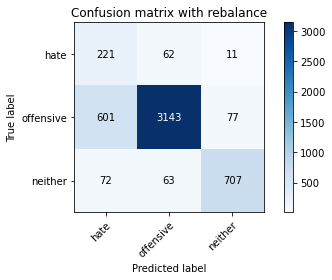 Confusion matrix with rebalance
hate
221
62
11
offensive
601
3143
77
neither
72
63
707
hate
offensive
neither
True label
Predicted label
3000
2500
2000
1500
1000
500